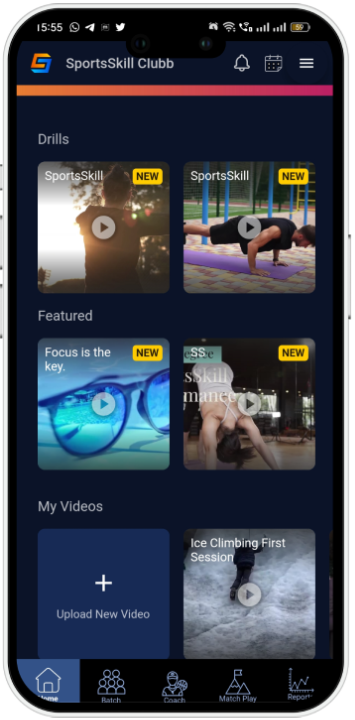 15:55
SportsSkill Clubb
Drills
SportsSkill
NEW
SportsSkill
NEW
Featured
Focus is the
key.
NEW
SS
NEW
sSkill
mance
My Videos
+
Upload New Video
Ice Climbing First
Session
Home
Batch
Coach
Match Play
Report